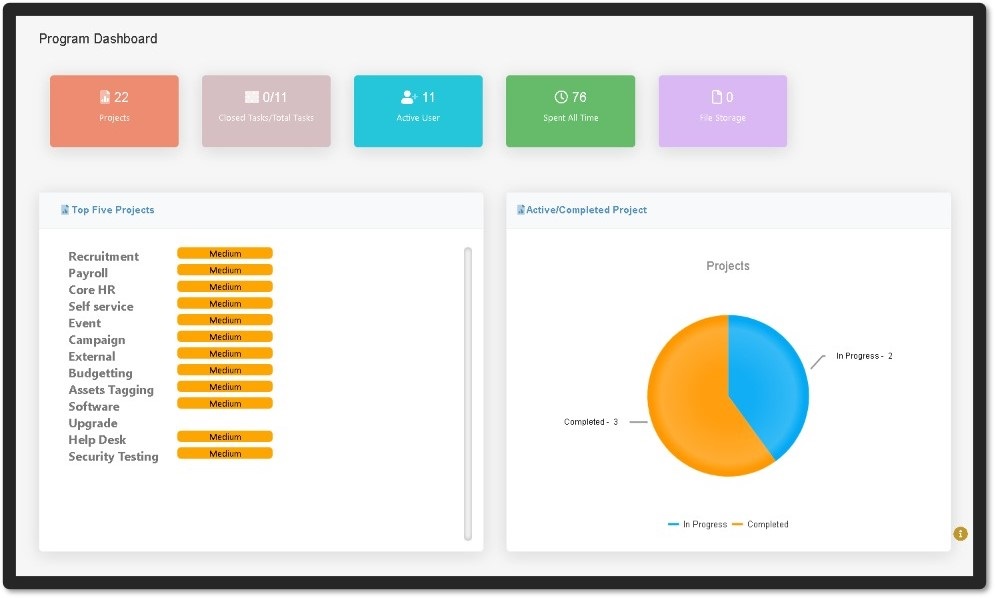 Program Dashboard
22
Projects
0/11
Closed Tasks/Total Tasks
11
Active User
76
Spent All Time
0
File Storage
Top Five Projects
Recruitment Medium
Payroll Medium
Core HR Medium
Self service Medium
Event Medium
Campaign Medium
External Medium
Budgetting Medium
Assets Tagging Medium
Software Medium
Upgrade
Help Desk Medium
Security Testing Medium
Active/Completed Project
Projects
In Progress - 2
Completed - 3
In Progress Completed